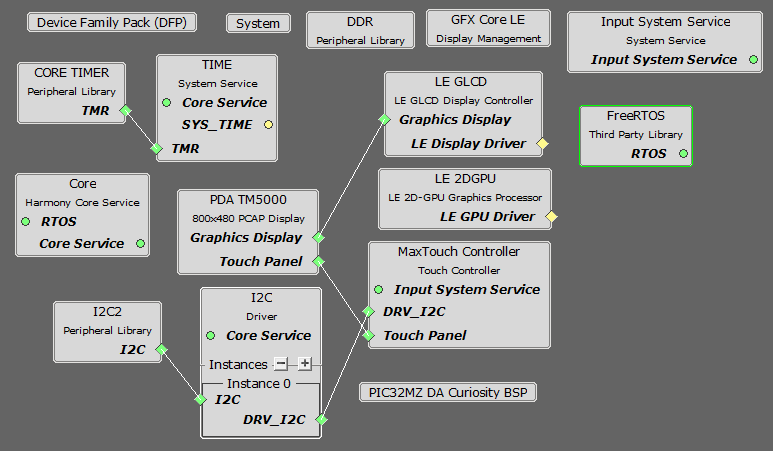 Device Family Pack (DFP)
System
DDR
Peripheral Library
GFX Core LE
Display Management
Input System Service
System Service
Input System Service
CORE TIMER
Peripheral Library
TMR
TIME
System Service
Core Service
SYS_TIME
TMR
LE GLCD
LE GLCD Display Controller
Graphics Display
LE Display Driver
FreeRTOS
Third Party Library
RTOS
Core
Harmony Core Service
RTOS
Core Service
PDA TM5000
800x480 PCAP Display
Graphics Display
Touch Panel
LE 2DGPU
LE 2D-GPU Graphics Processor
LE GPU Driver
MaxTouch Controller
Touch Controller
Input System Service
DRV_I2C
Touch Panel
I2C2
Peripheral Library
I2C
I2C
Driver
Core Service
Instances − +
Instance 0
I2C
DRV_I2C
PIC32MZ DA Curiosity BSP